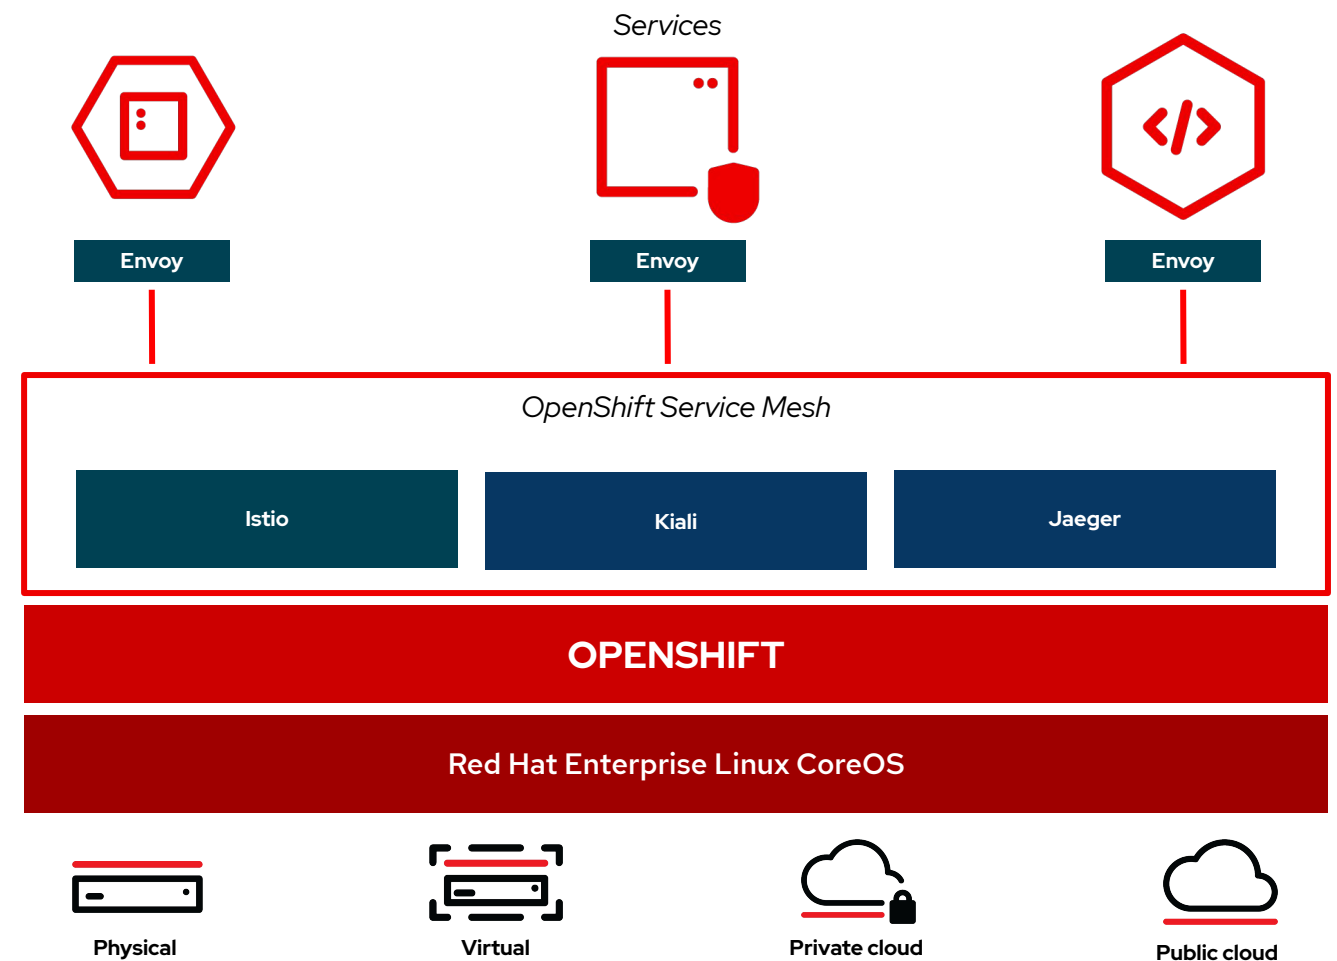 Services
Envoy
Envoy
Envoy
OpenShift Service Mesh
Istio
Kiali
Jaeger
OPENSHIFT
Red Hat Enterprise Linux CoreOS
Physical
Virtual
Private cloud
Public cloud